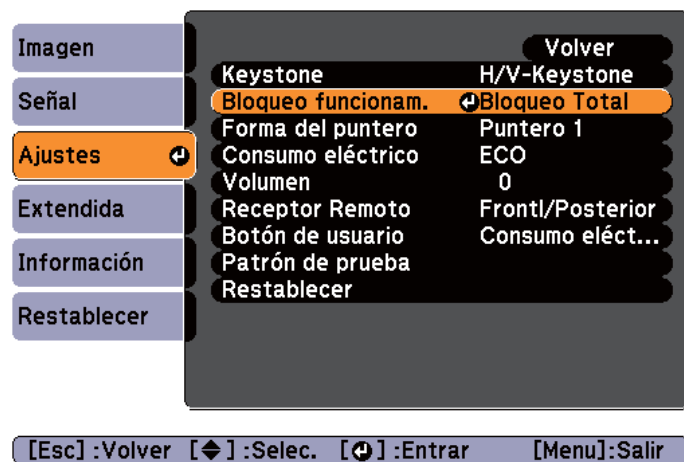 Imagen
Señal
Ajustes
Extendida
Información
Restablecer
Volver
Keystone H/V-Keystone
Bloqueo funcionam. Bloqueo Total
Forma del puntero Puntero 1
Consumo eléctrico ECO
Volumen 0
Receptor Remoto Frontl/Posterior
Botón de usuario Consumo eléct...
Patrón de prueba
Restablecer
[Esc] :Volver [ ] :Selec. [ ] :Entrar [Menu]:Salir